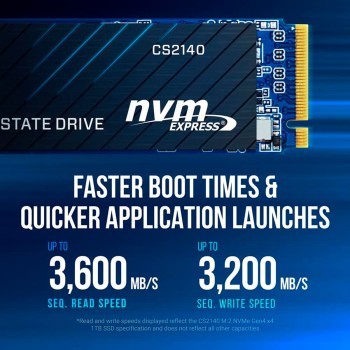 CS2140
STATE DRIVE
nvm
EXPRESS®
FASTER BOOT TIMES &
QUICKER APPLICATION LAUNCHES
UP TO UP TO
3,600 MB/S 3,200 MB/S
SEQ. READ SPEED SEQ. WRITE SPEED
*Read and write speeds displayed reflect the CS2140 M.2 NVMe Gen4 x4
1TB SSD specification and does not reflect all other capacities